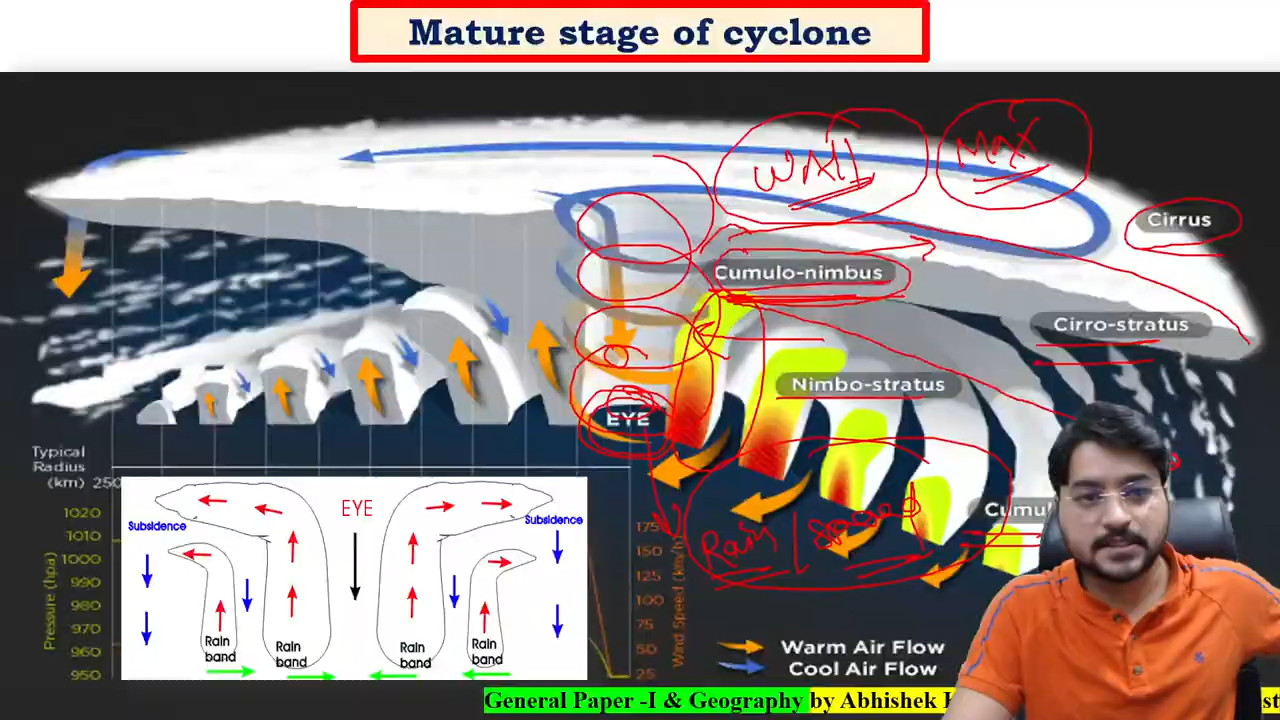 Mature stage of cyclone
Wall
Max
Cirrus
Cumulo-nimbus
Cirro-stratus
Nimbo-stratus
EYE
Typical
Radius
(km) 250
Cumul
Rain / speed
1020
1010
1000
990
980
970
960
950
Pressure (hpa)
EYE
Subsidence
Subsidence
Rain
band
Rain
band
Rain
band
Rain
band
175
150
125
100
75
50
25
Wind Speed (km/h)
Warm Air Flow
Cool Air Flow
General Paper -I & Geography by Abhishek
st